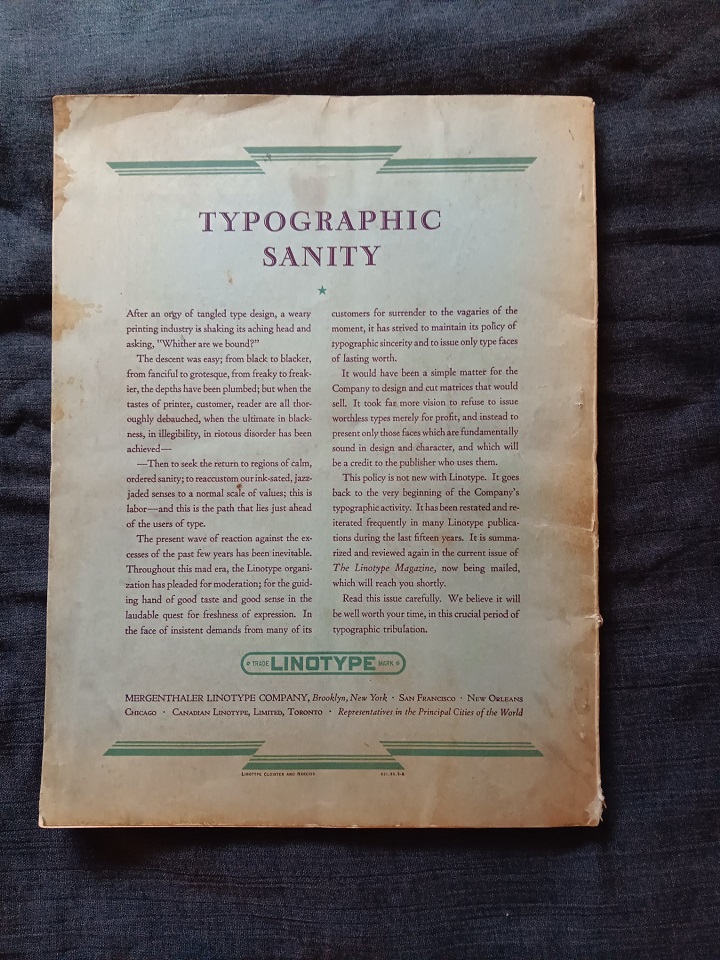 TYPOGRAPHIC
SANITY
After an orgy of tangled type design, a weary
printing industry is shaking its aching head and
asking, "Whither are we bound?"
The descent was easy; from black to blacker,
from fanciful to grotesque, from freaky to freak-
ier, the depths have been plumbed; but when the
tastes of printer, customer, reader are all thor-
oughly debauched, when the ultimate in black-
ness, in illegibility, in riotous disorder has been
achieved—
—Then to seek the return to regions of calm,
ordered sanity; to reaccustom our ink-sated, jazz-
jaded senses to a normal scale of values; this is
labor—and this is the path that lies just ahead
of the users of type.
The present wave of reaction against the ex-
cesses of the past few years has been inevitable.
Throughout this mad era, the Linotype organi-
zation has pleaded for moderation; for the guid-
ing hand of good taste and good sense in the
laudable quest for freshness of expression. In
the face of insistent demands from many of its
customers for surrender to the vagaries of the
moment, it has strived to maintain its policy of
typographic sincerity and to issue only type faces
of lasting worth.
It would have been a simple matter for the
Company to design and cut matrices that would
sell. It took far more vision to refuse to issue
worthless types merely for profit, and instead to
present only those faces which are fundamentally
sound in design and character, and which will
be a credit to the publisher who uses them.
This policy is not new with Linotype. It goes
back to the very beginning of the Company's
typographic activity. It has been restated and re-
iterated frequently in many Linotype publica-
tions during the last fifteen years. It is summa-
rized and reviewed again in the current issue of
The Linotype Magazine, now being mailed,
which will reach you shortly.
Read this issue carefully. We believe it will
be well worth your time, in this crucial period of
typographic tribulation.
TRADE LINOTYPE MARK
MERGENTHALER LINOTYPE COMPANY, Brooklyn, New York · San Francisco · New Orleans
Chicago · Canadian Linotype, Limited, Toronto · Representatives in the Principal Cities of the World
Linotype Cloister and Narciss